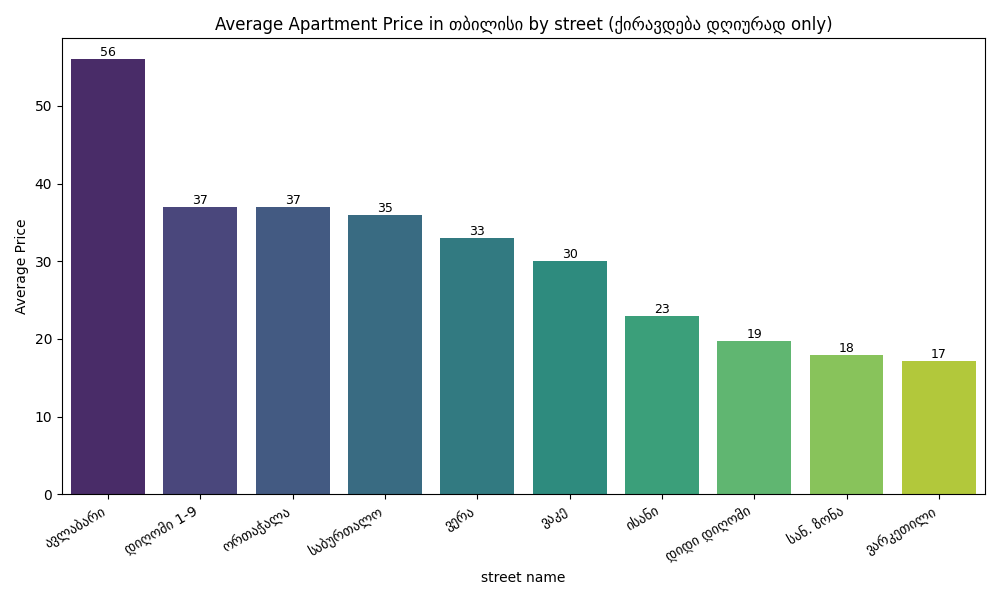 Average Apartment Price in თბილისი by street (ქირავდება დღიურად only)
Average Price
50
40
30
20
10
0
56
37
37
35
33
30
23
19
18
17
ავლაბარი
დიღომი 1-9
ორთაჭალა
საბურთალო
ვერა
ვაკე
ისანი
დიდი დიღომი
სან. ზონა
ვარკეთილი
street name